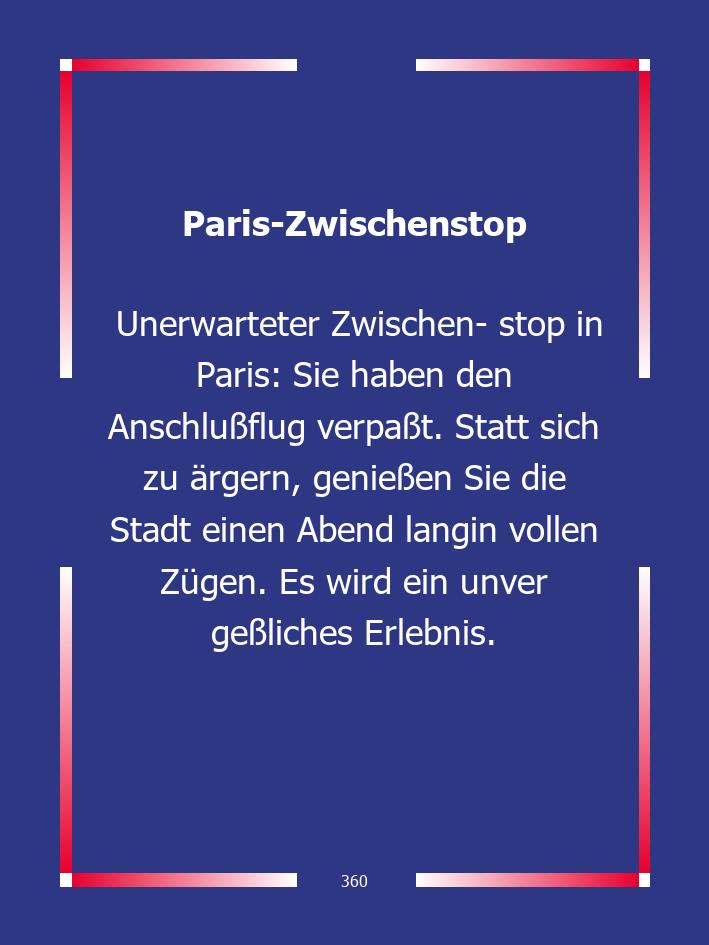 Paris-Zwischenstop
Unerwarteter Zwischen- stop in
Paris: Sie haben den
Anschlußflug verpaßt. Statt sich
zu ärgern, genießen Sie die
Stadt einen Abend langin vollen
Zügen. Es wird ein unver
geßliches Erlebnis.
360